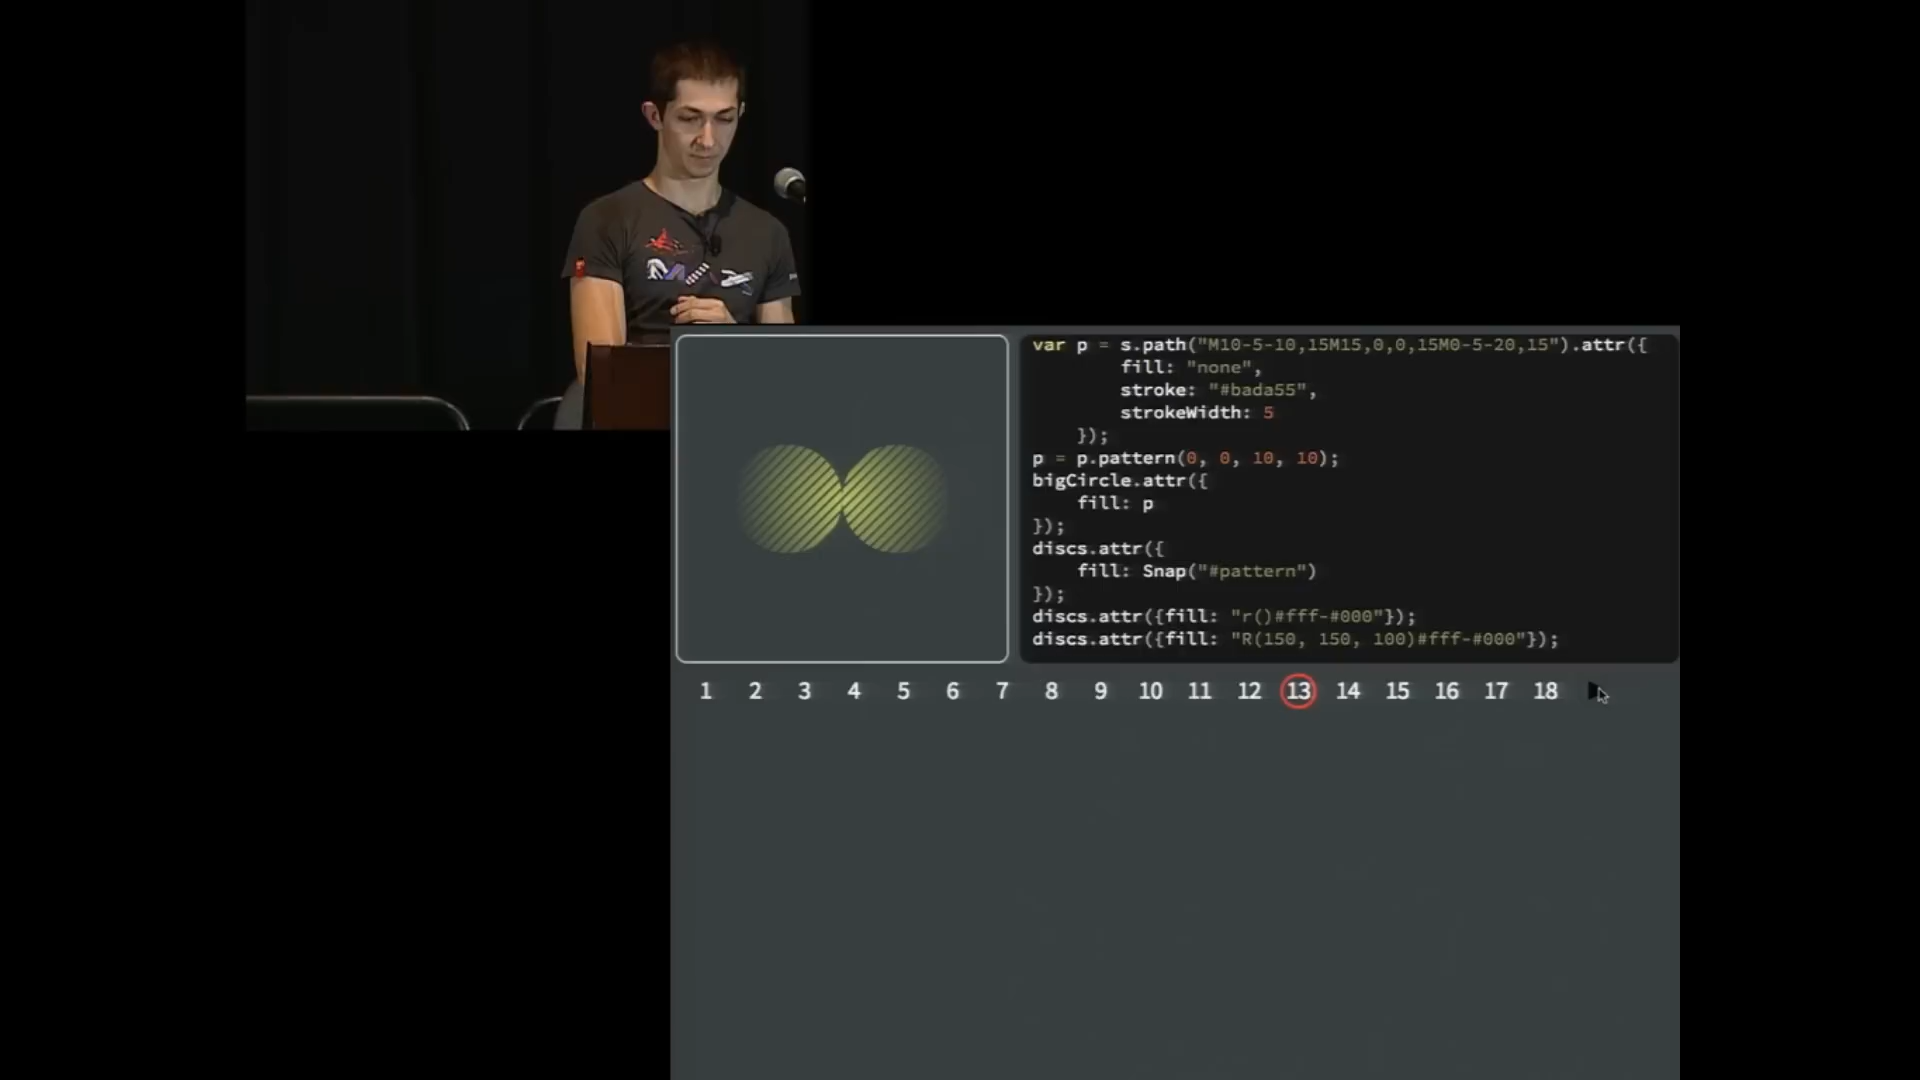 MAX
var p = s.path("M10-5-10,15M15,0,0,15M0-5-20,15").attr({
fill: "none",
stroke: "#bada55",
strokeWidth: 5
});
p = p.pattern(0, 0, 10, 10);
bigCircle.attr({
fill: p
});
discs.attr({
fill: Snap("#pattern")
});
discs.attr({fill: "r()#fff-#000"});
discs.attr({fill: "R(150, 150, 100)#fff-#000"});
1 2 3 4 5 6 7 8 9 10 11 12 13 14 15 16 17 18